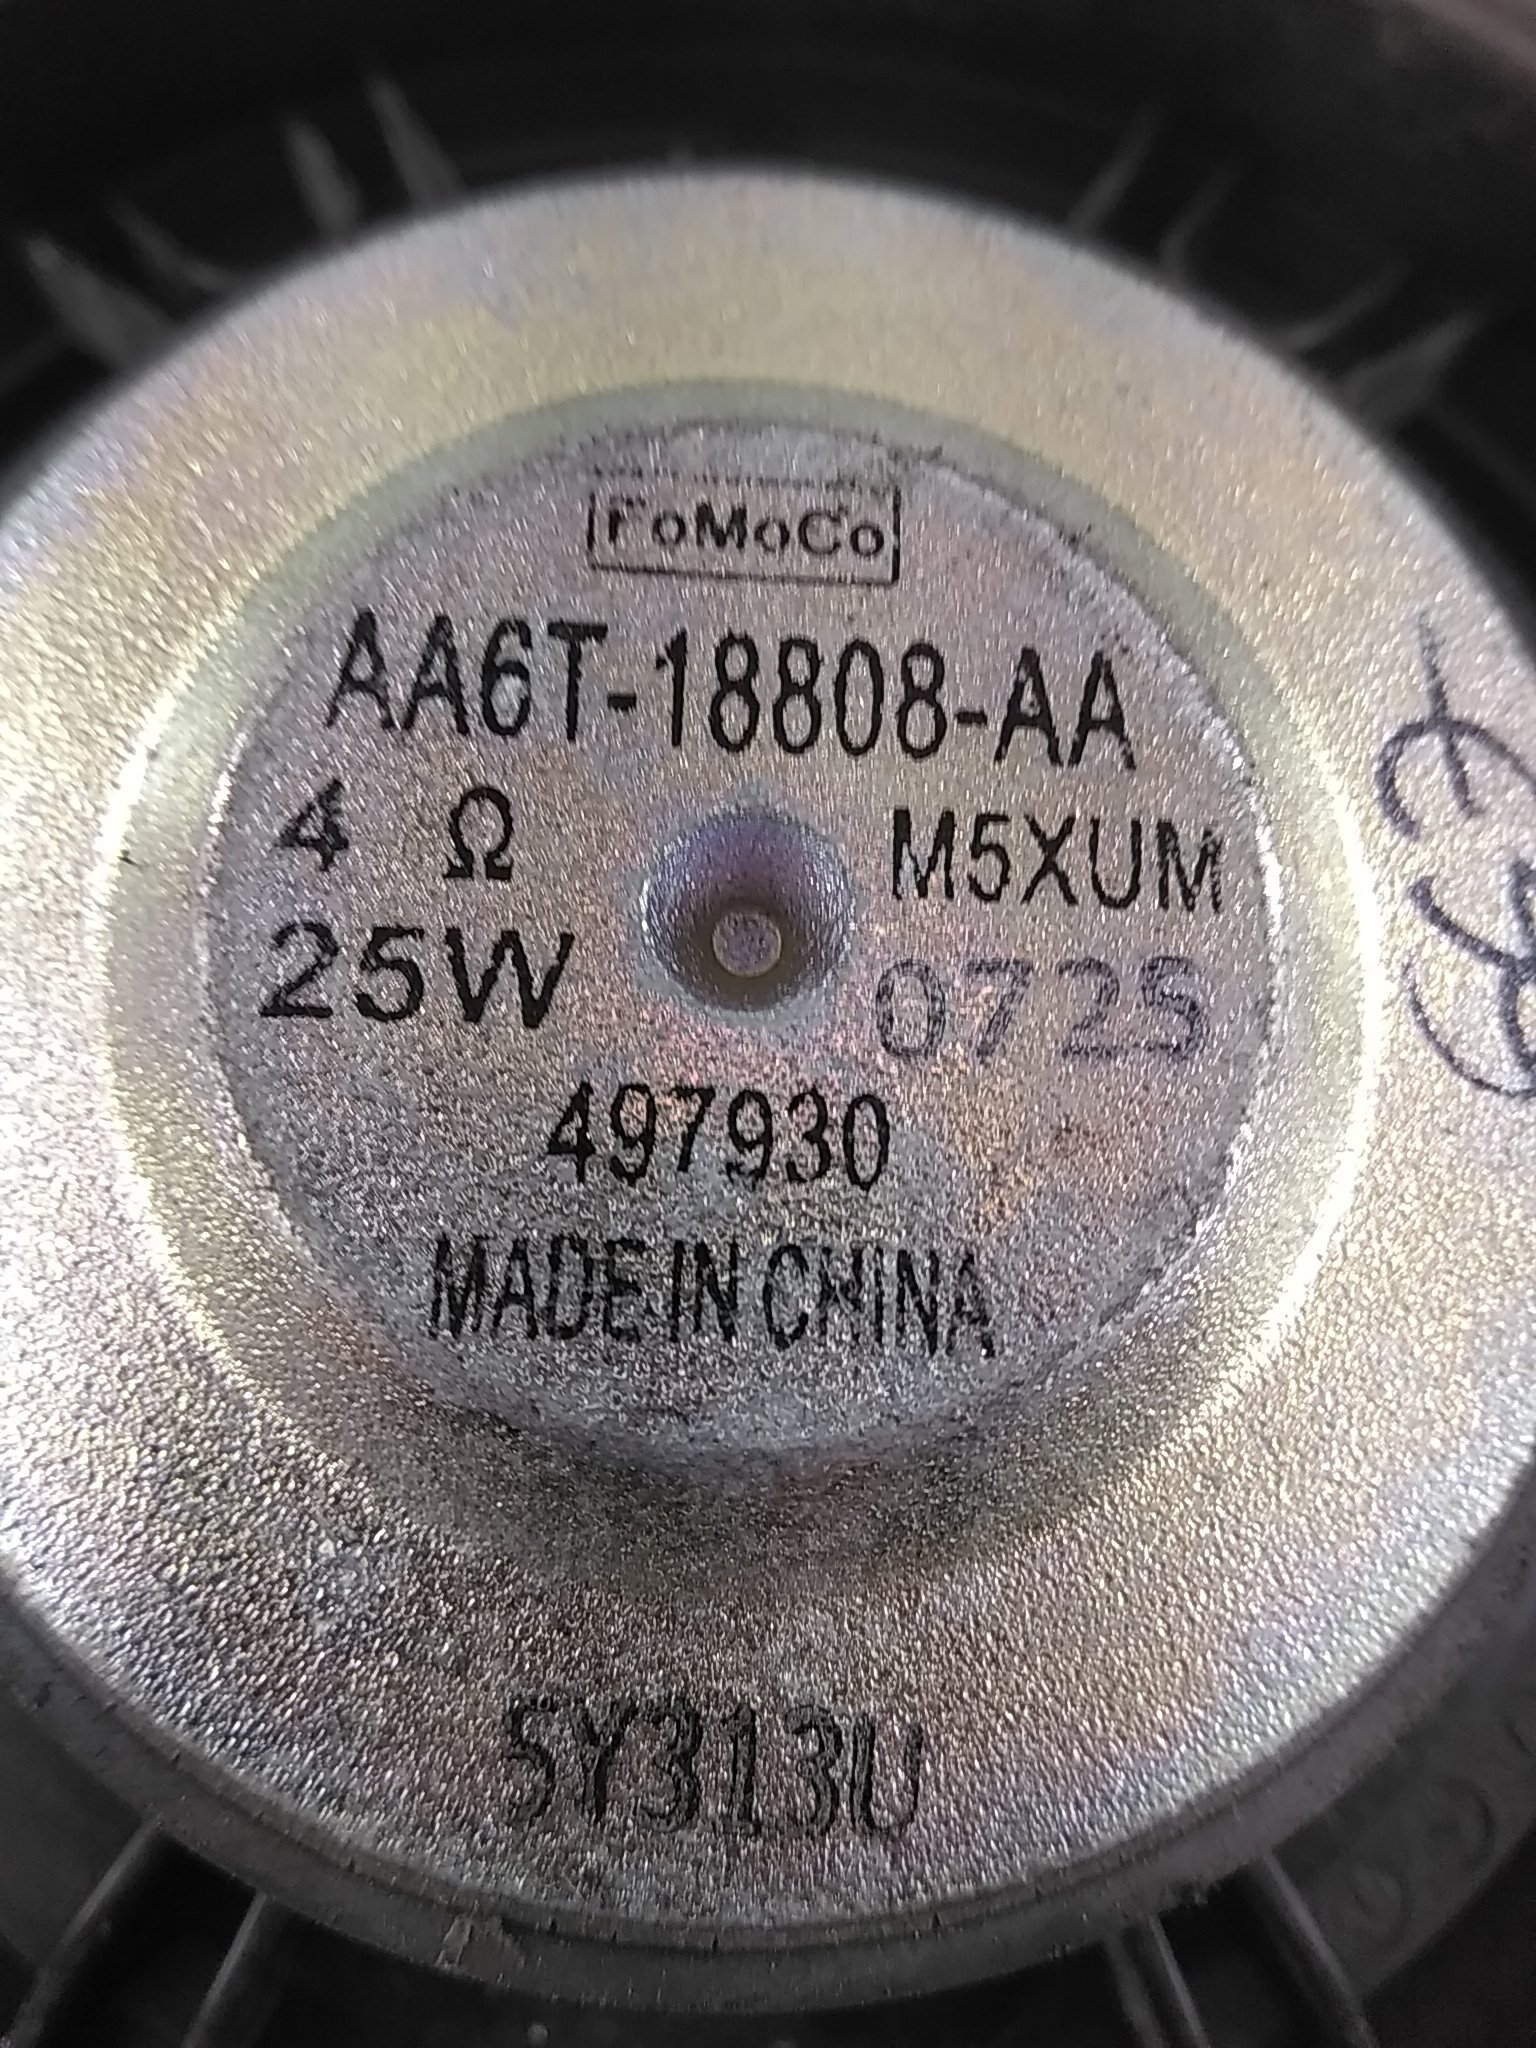 FoMoCo
AA6T-18808-AA
4 Ω M5XUM
25W 0725
497930
MADE IN CHINA
5Y313U